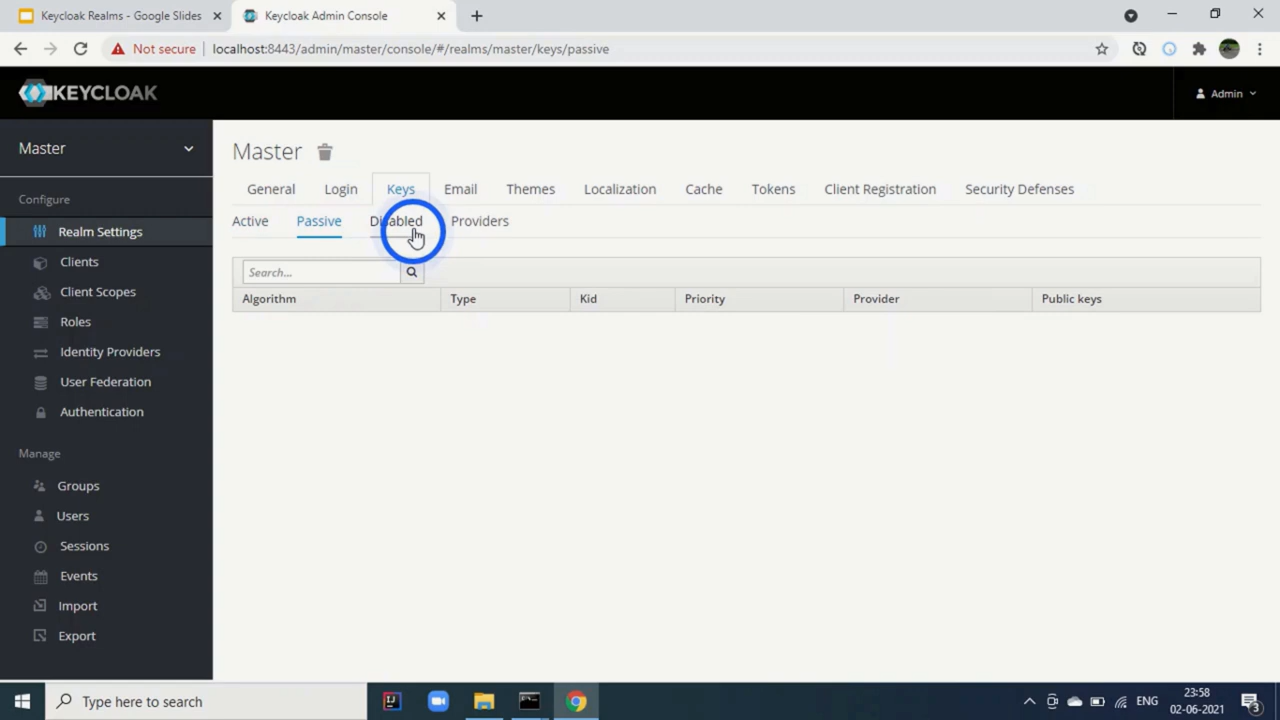 Keycloak Realms - Google Slides
Keycloak Admin Console
Not secure localhost:8443/admin/master/console/#/realms/master/keys/passive
KEYCLOAK
Admin
Master
Configure
Realm Settings
Clients
Client Scopes
Roles
Identity Providers
User Federation
Authentication
Manage
Groups
Users
Sessions
Events
Import
Export
Master
General Login Keys Email Themes Localization Cache Tokens Client Registration Security Defenses
Active Passive Disabled Providers
Search...
Algorithm Type Kid Priority Provider Public keys
Type here to search
ENG
23:58
02-06-2021
3